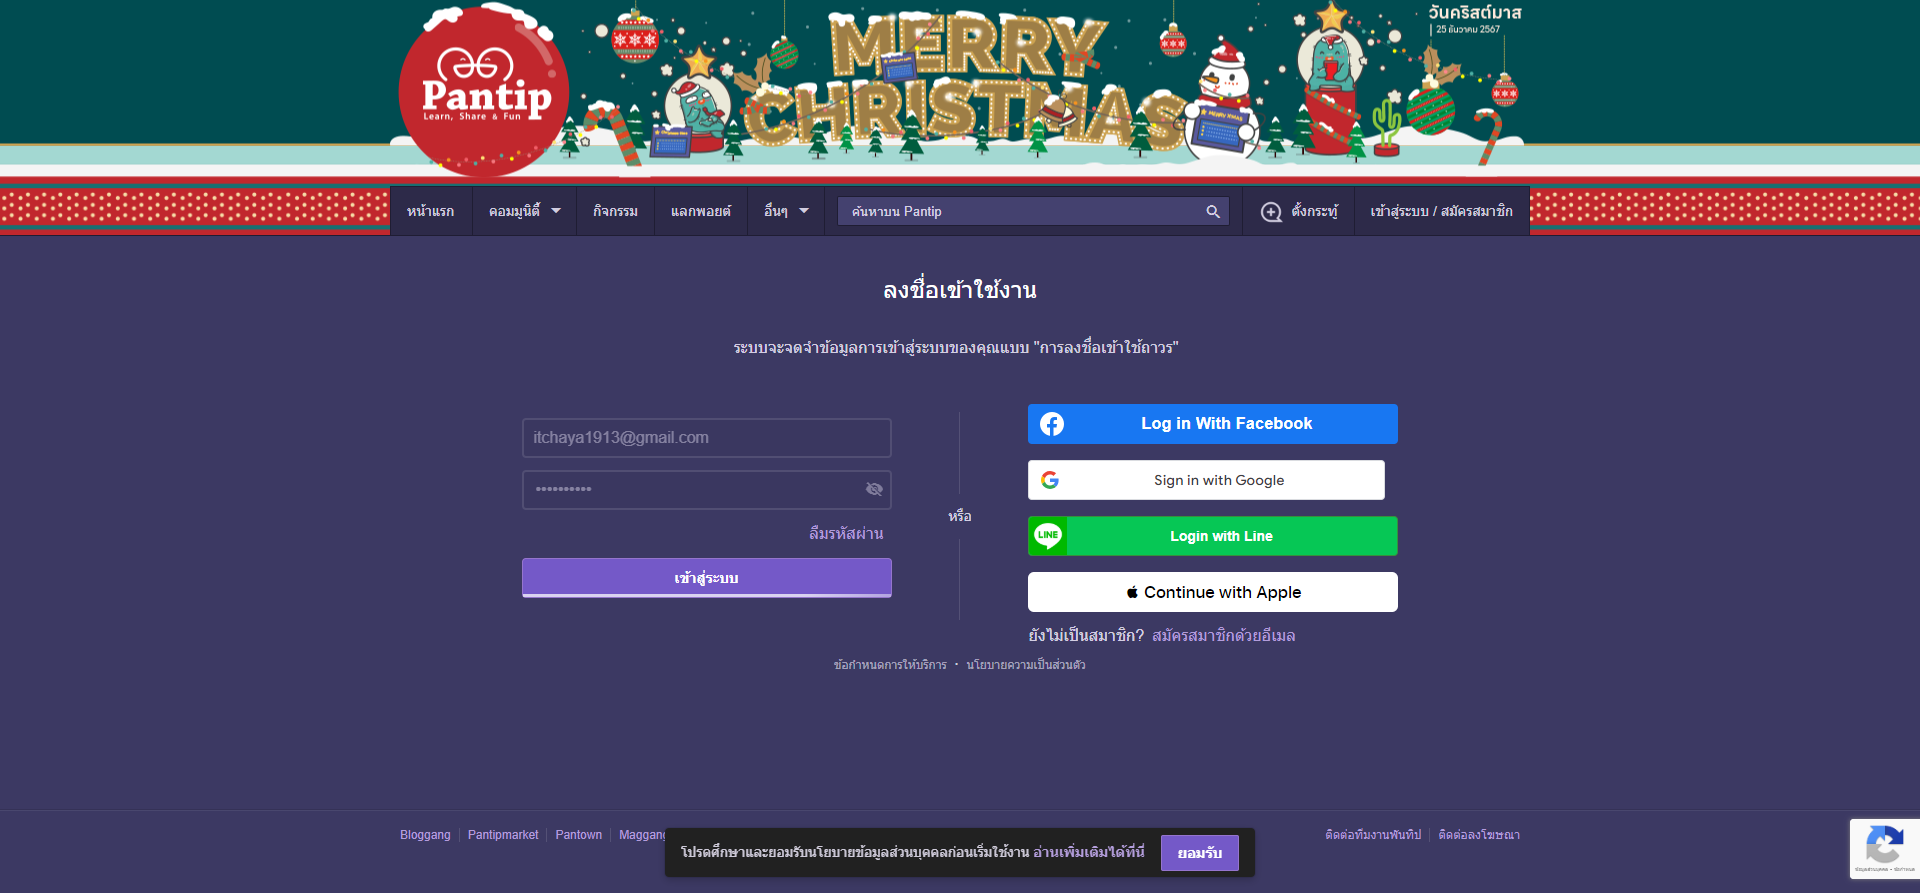 วันคริสต์มาส
25 ธันวาคม 2567
MERRY
CHRISTMAS
Pantip
Learn, Share & Fun
หน้าแรก
คอมมูนิตี้
กิจกรรม
แลกพอยต์
อื่นๆ
ค้นหาบน Pantip
ตั้งกระทู้
เข้าสู่ระบบ / สมัครสมาชิก
ลงชื่อเข้าใช้งาน
ระบบจะจดจำข้อมูลการเข้าสู่ระบบของคุณแบบ "การลงชื่อเข้าใช้ถาวร"
itchaya1913@gmail.com
••••••••••
ลืมรหัสผ่าน
เข้าสู่ระบบ
หรือ
Log in With Facebook
Sign in with Google
LINE
Login with Line
Continue with Apple
ยังไม่เป็นสมาชิก? สมัครสมาชิกด้วยอีเมล
ข้อกำหนดการให้บริการ • นโยบายความเป็นส่วนตัว
Bloggang
Pantipmarket
Pantown
Maggang
ติดต่อทีมงานพันทิป
ติดต่อลงโฆษณา
โปรดศึกษาและยอมรับนโยบายข้อมูลส่วนบุคคลก่อนเริ่มใช้งาน อ่านเพิ่มเติมได้ที่นี่
ยอมรับ